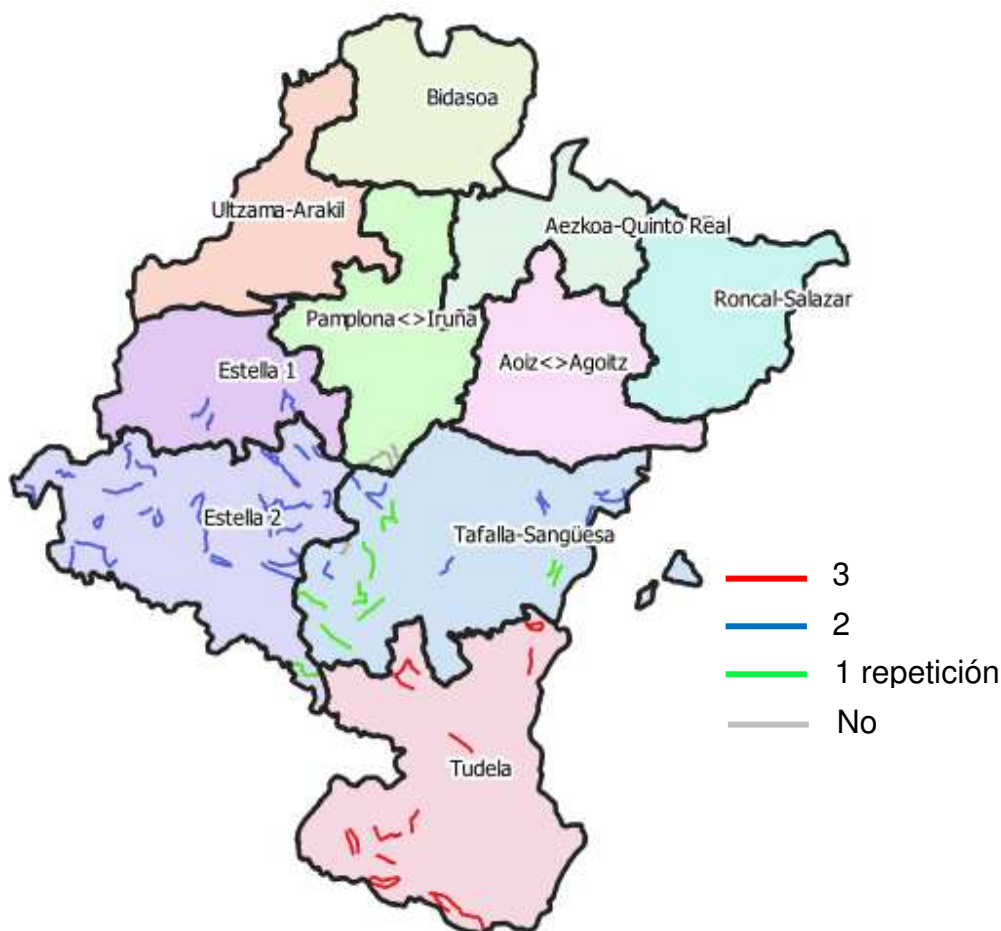 Bidasoa
Ultzama-Arakil
Aezkoa-Quinto Real
Roncal-Salazar
Pamplona<>Iruña
Aoiz<>Agoitz
Estella 1
Estella 2
Tafalla-Sangüesa
3
2
1 repetición
No
Tudela